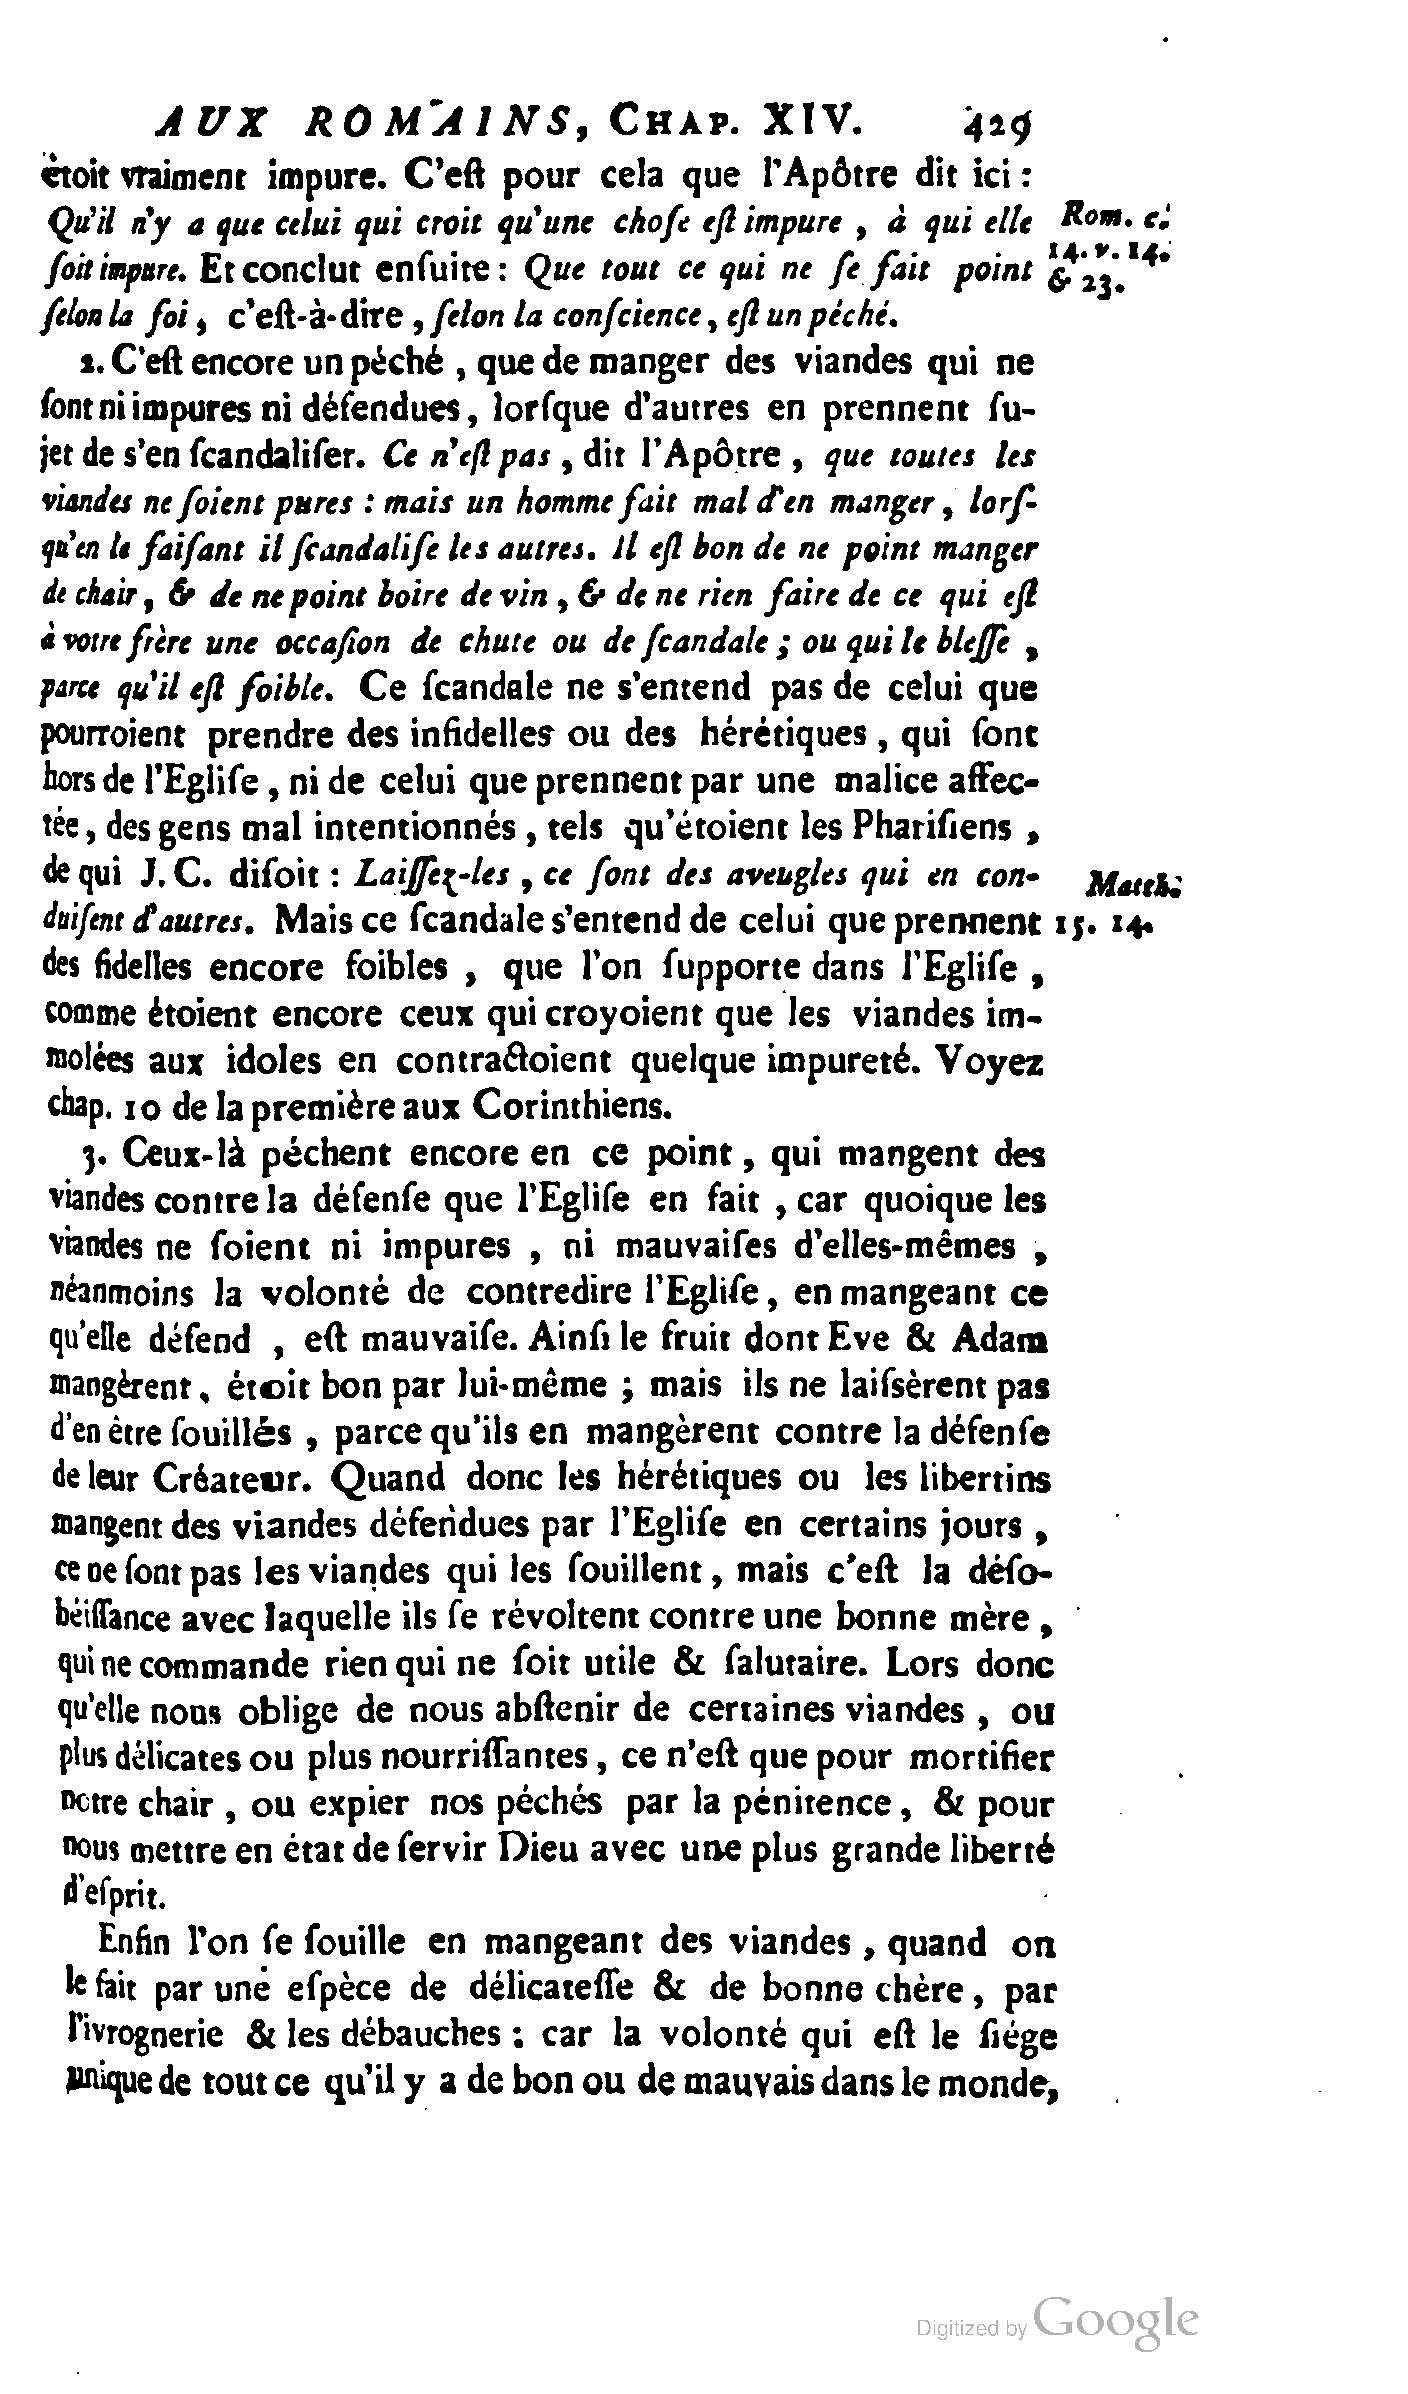 AUX ROMAINS, CHAP. XIV. 429
étoit vraiment impure. C'eſt pour cela que l'Apôtre dit ici :
Qu'il n'y a que celui qui croit qu'une choſe eſt impure , à qui elle
Rom. c.
ſoit impure. Et conclut enſuite : Que tout ce qui ne ſe fait point
14. v. 14.
& 23.
ſelon la foi , c'eſt-à-dire , ſelon la conſcience, eſt un péché.
2. C'eſt encore un péché , que de manger des viandes qui ne
ſont ni impures ni défendues, lorſque d'autres en prennent ſu-
jet de s'en ſcandaliſer. Ce n'eſt pas , dit l'Apôtre , que toutes les
viandes ne ſoient pures : mais un homme fait mal d'en manger , lorſ-
qu'en le faiſant il ſcandaliſe les autres. Il eſt bon de ne point manger
de chair, & de ne point boire de vin , & de ne rien faire de ce qui eſt
à votre frère une occaſion de chute ou de ſcandale ; ou qui le bleſſe ,
parce qu'il eſt foible. Ce ſcandale ne s'entend pas de celui que
pourroient prendre des infidelles ou des hérétiques , qui ſont
hors de l'Egliſe , ni de celui que prennent par une malice affec-
tée, des gens mal intentionnés , tels qu'étoient les Phariſiens ,
de qui J. C. diſoit : Laiſſez-les , ce ſont des aveugles qui en con-
Matth.
duiſent d'autres. Mais ce ſcandale s'entend de celui que prennent
15. 14.
des fidelles encore foibles , que l'on ſupporte dans l'Egliſe ,
comme étoient encore ceux qui croyoient que les viandes im-
molées aux idoles en contractoient quelque impureté. Voyez
chap. 10 de la première aux Corinthiens.
3. Ceux-là péchent encore en ce point , qui mangent des
viandes contre la défenſe que l'Egliſe en fait , car quoique les
viandes ne ſoient ni impures , ni mauvaiſes d'elles-mêmes ,
néanmoins la volonté de contredire l'Egliſe, en mangeant ce
qu'elle défend , eſt mauvaiſe. Ainſi le fruit dont Eve & Adam
mangèrent, étoit bon par lui-même ; mais ils ne laiſsèrent pas
d'en être ſouillés , parce qu'ils en mangèrent contre la défenſe
de leur Créateur. Quand donc les hérétiques ou les libertins
mangent des viandes défendues par l'Egliſe en certains jours ,
ce ne ſont pas les viandes qui les ſouillent , mais c'eſt la déſo-
béiſſance avec laquelle ils ſe révoltent contre une bonne mère ,
qui ne commande rien qui ne ſoit utile & ſalutaire. Lors donc
qu'elle nous oblige de nous abſtenir de certaines viandes , ou
plus délicates ou plus nourriſſantes, ce n'eſt que pour mortifier
notre chair , ou expier nos péchés par la pénitence, & pour
nous mettre en état de ſervir Dieu avec une plus grande liberté
d'eſprit.
Enfin l'on ſe ſouille en mangeant des viandes , quand on
le fait par une eſpèce de délicateſſe & de bonne chère, par
l'ivrognerie & les débauches : car la volonté qui eſt le ſiége
unique de tout ce qu'il y a de bon ou de mauvais dans le monde,
Digitized by Google